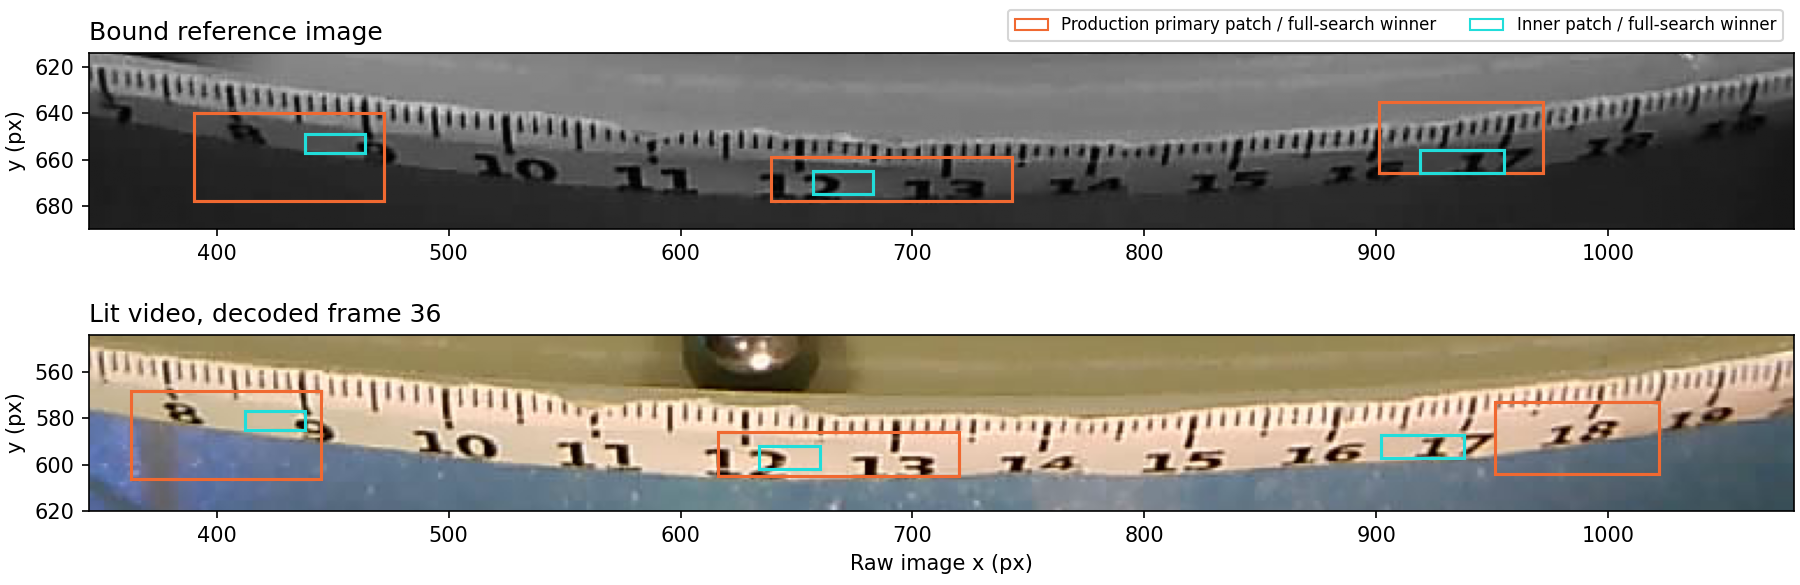 Production primary patch / full-search winner
Inner patch / full-search winner
Bound reference image
620
640
660
680
y (px)
7 8 9 10 11 12 13 14 15 16 17 18 19
400 500 600 700 800 900 1000
Lit video, decoded frame 36
560
580
600
620
y (px)
8 9 10 11 12 13 14 15 16 17 18 19
400 500 600 700 800 900 1000
Raw image x (px)